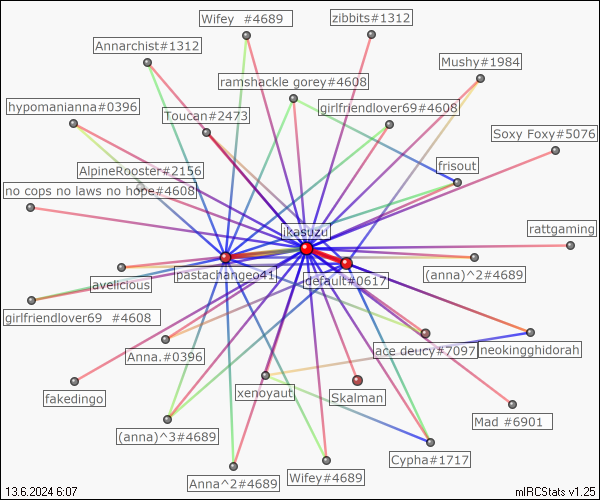 Wifey  #4689
zibbits#1312
Annarchist#1312
Mushy#1984
ramshackle gorey#4608
hypomanianna#0396
Toucan#2473
girlfriendlover69#4608
Soxy Foxy#5076
AlpineRooster#2156
frisout
no cops no laws no hope#4608
ikasuzu
rattgaming
pastachangeo41
(anna)^2#4689
avelicious
default#0617
girlfriendlover69  #4608
Anna.#0396
ace deucy#7097
neokingghidorah
fakedingo
xenoyaut
Skalman
Mad #6901
(anna)^3#4689
Cypha#1717
Anna^2#4689
Wifey#4689
13.6.2024 6:07
mIRCStats v1.25